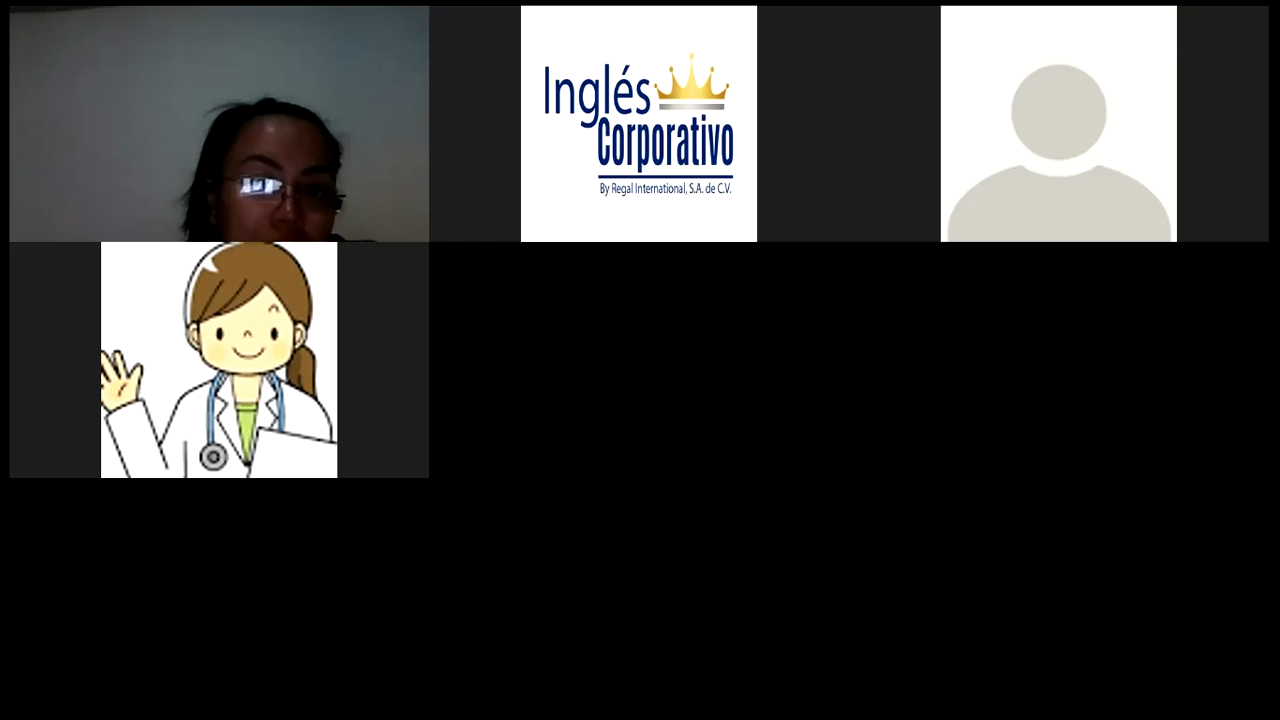 Inglés
Corporativo
By Regal International, S.A. de C.V.